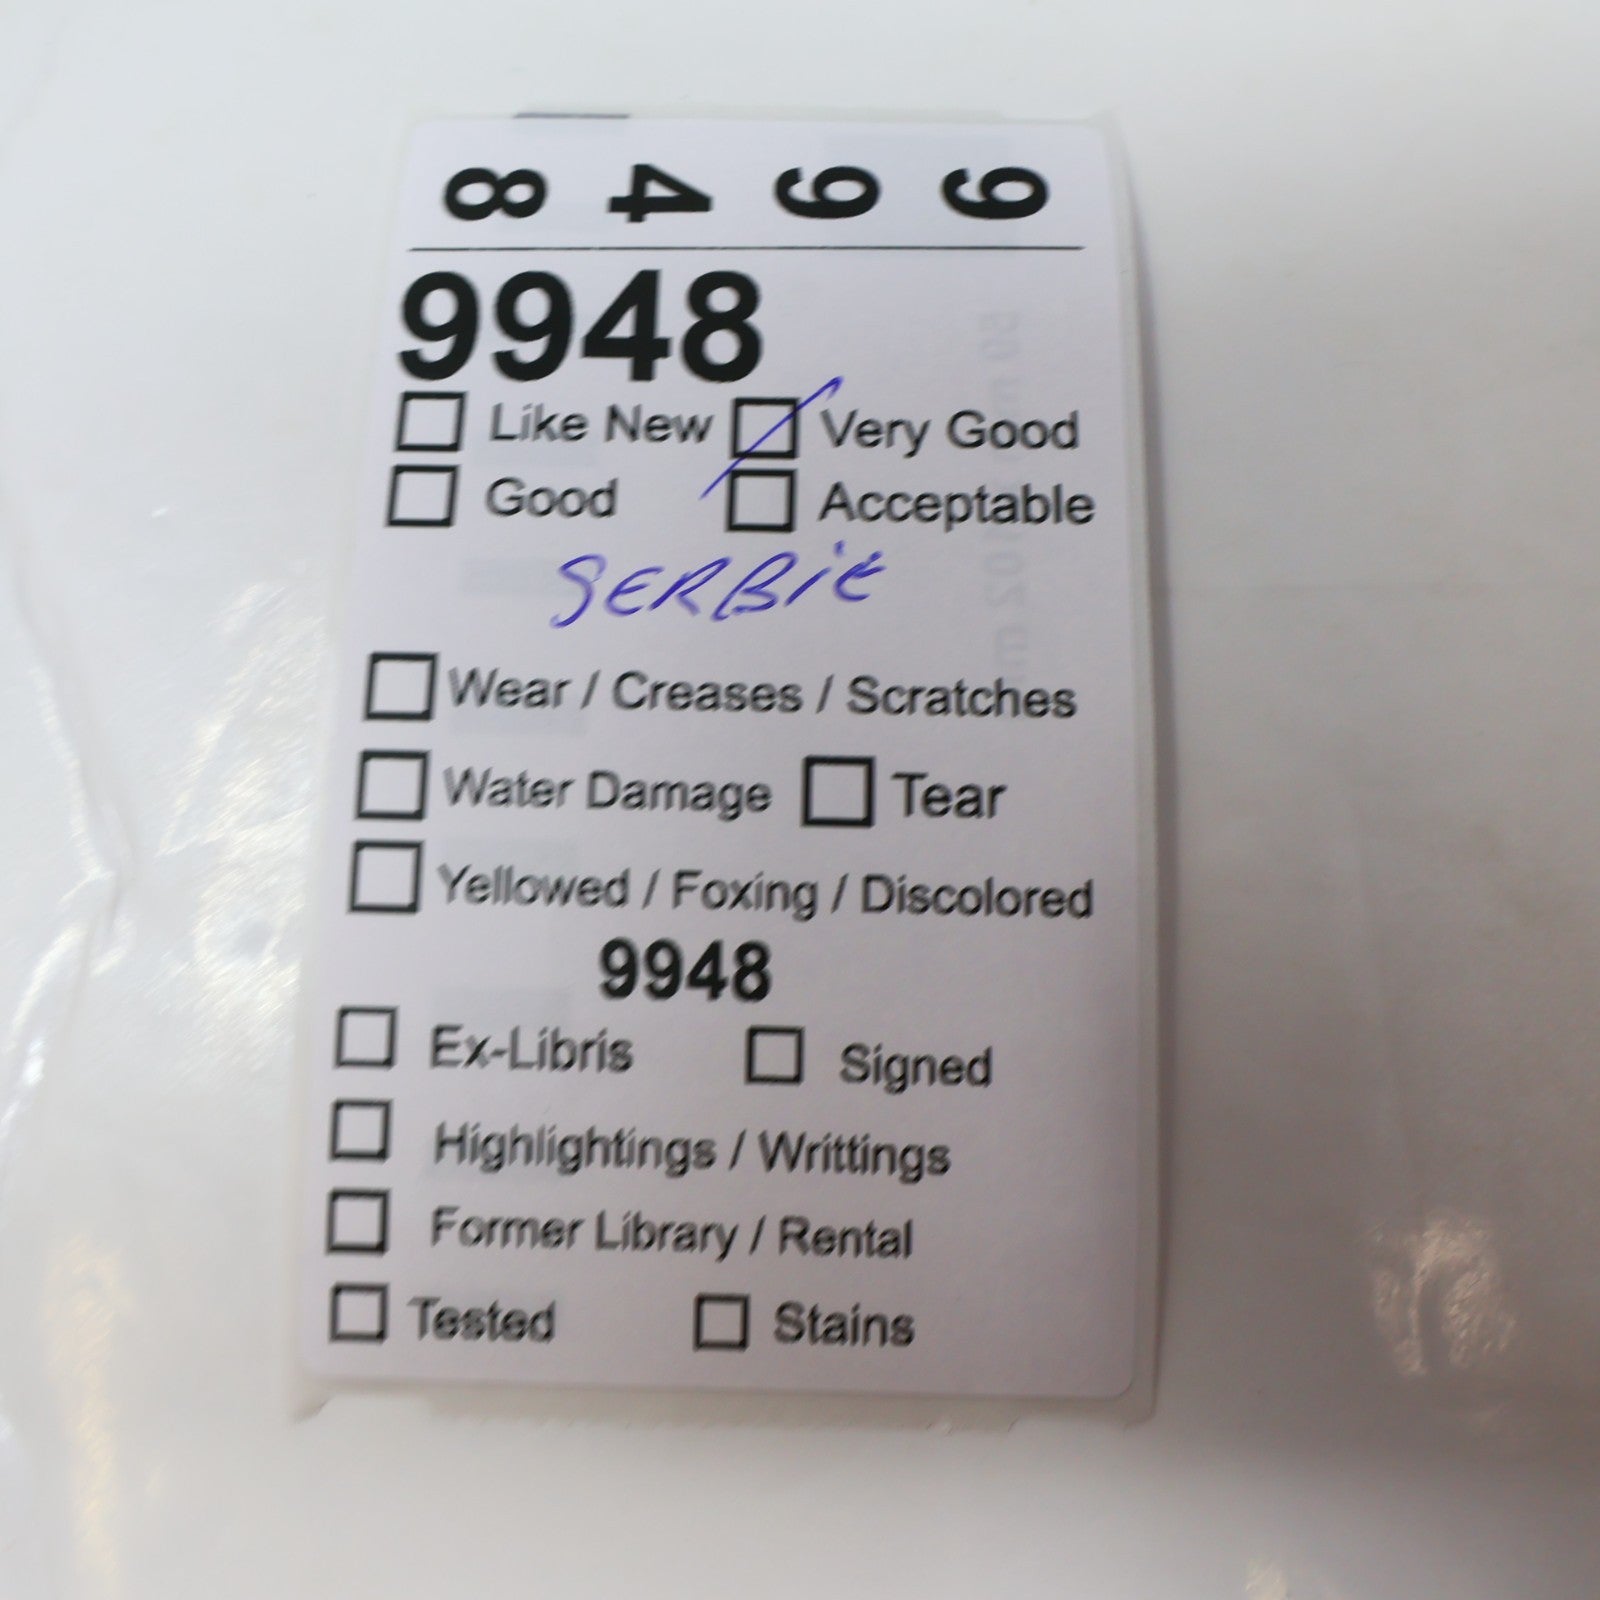 8 4 9 9
9948
Like New Very Good
Good Acceptable
SERBiE
Wear / Creases / Scratches
Water Damage Tear
Yellowed / Foxing / Discolored
9948
Ex-Libris Signed
Highlightings / Writtings
Former Library / Rental
Tested Stains